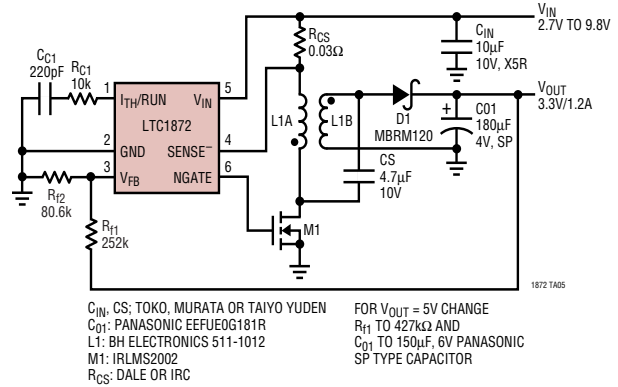 V_IN
2.7V TO 9.8V
R_CS
0.03Ω
C_IN
10µF
10V, X5R
C_C1
220pF
R_C1
10k
1
I_TH/RUN
V_IN
5
LTC1872
2
GND
SENSE⁻
4
3
V_FB
NGATE
6
R_f2
80.6k
R_f1
252k
L1A
L1B
D1
MBRM120
V_OUT
3.3V/1.2A
+
C01
180µF
4V, SP
CS
4.7µF
10V
M1
1872 TA05
C_IN, CS; TOKO, MURATA OR TAIYO YUDEN
C_01: PANASONIC EEFUE0G181R
L1: BH ELECTRONICS 511-1012
M1: IRLMS2002
R_CS: DALE OR IRC
FOR V_OUT = 5V CHANGE
R_f1 TO 427kΩ AND
C_01 TO 150µF, 6V PANASONIC
SP TYPE CAPACITOR